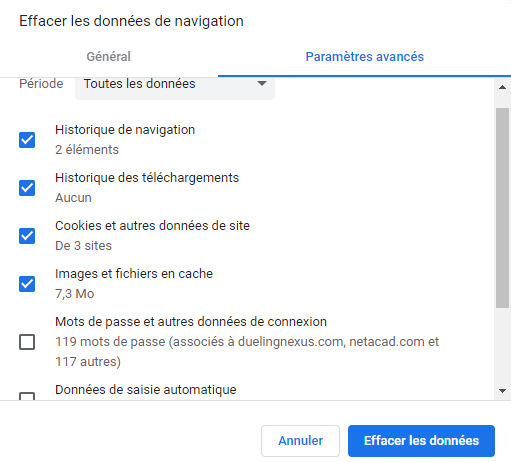 Effacer les données de navigation
Général
Paramètres avancés
Période
Toutes les données
Historique de navigation
2 éléments
Historique des téléchargements
Aucun
Cookies et autres données de site
De 3 sites
Images et fichiers en cache
7,3 Mo
Mots de passe et autres données de connexion
119 mots de passe (associés à duelingnexus.com, netacad.com et
117 autres)
Données de saisie automatique
Annuler
Effacer les données